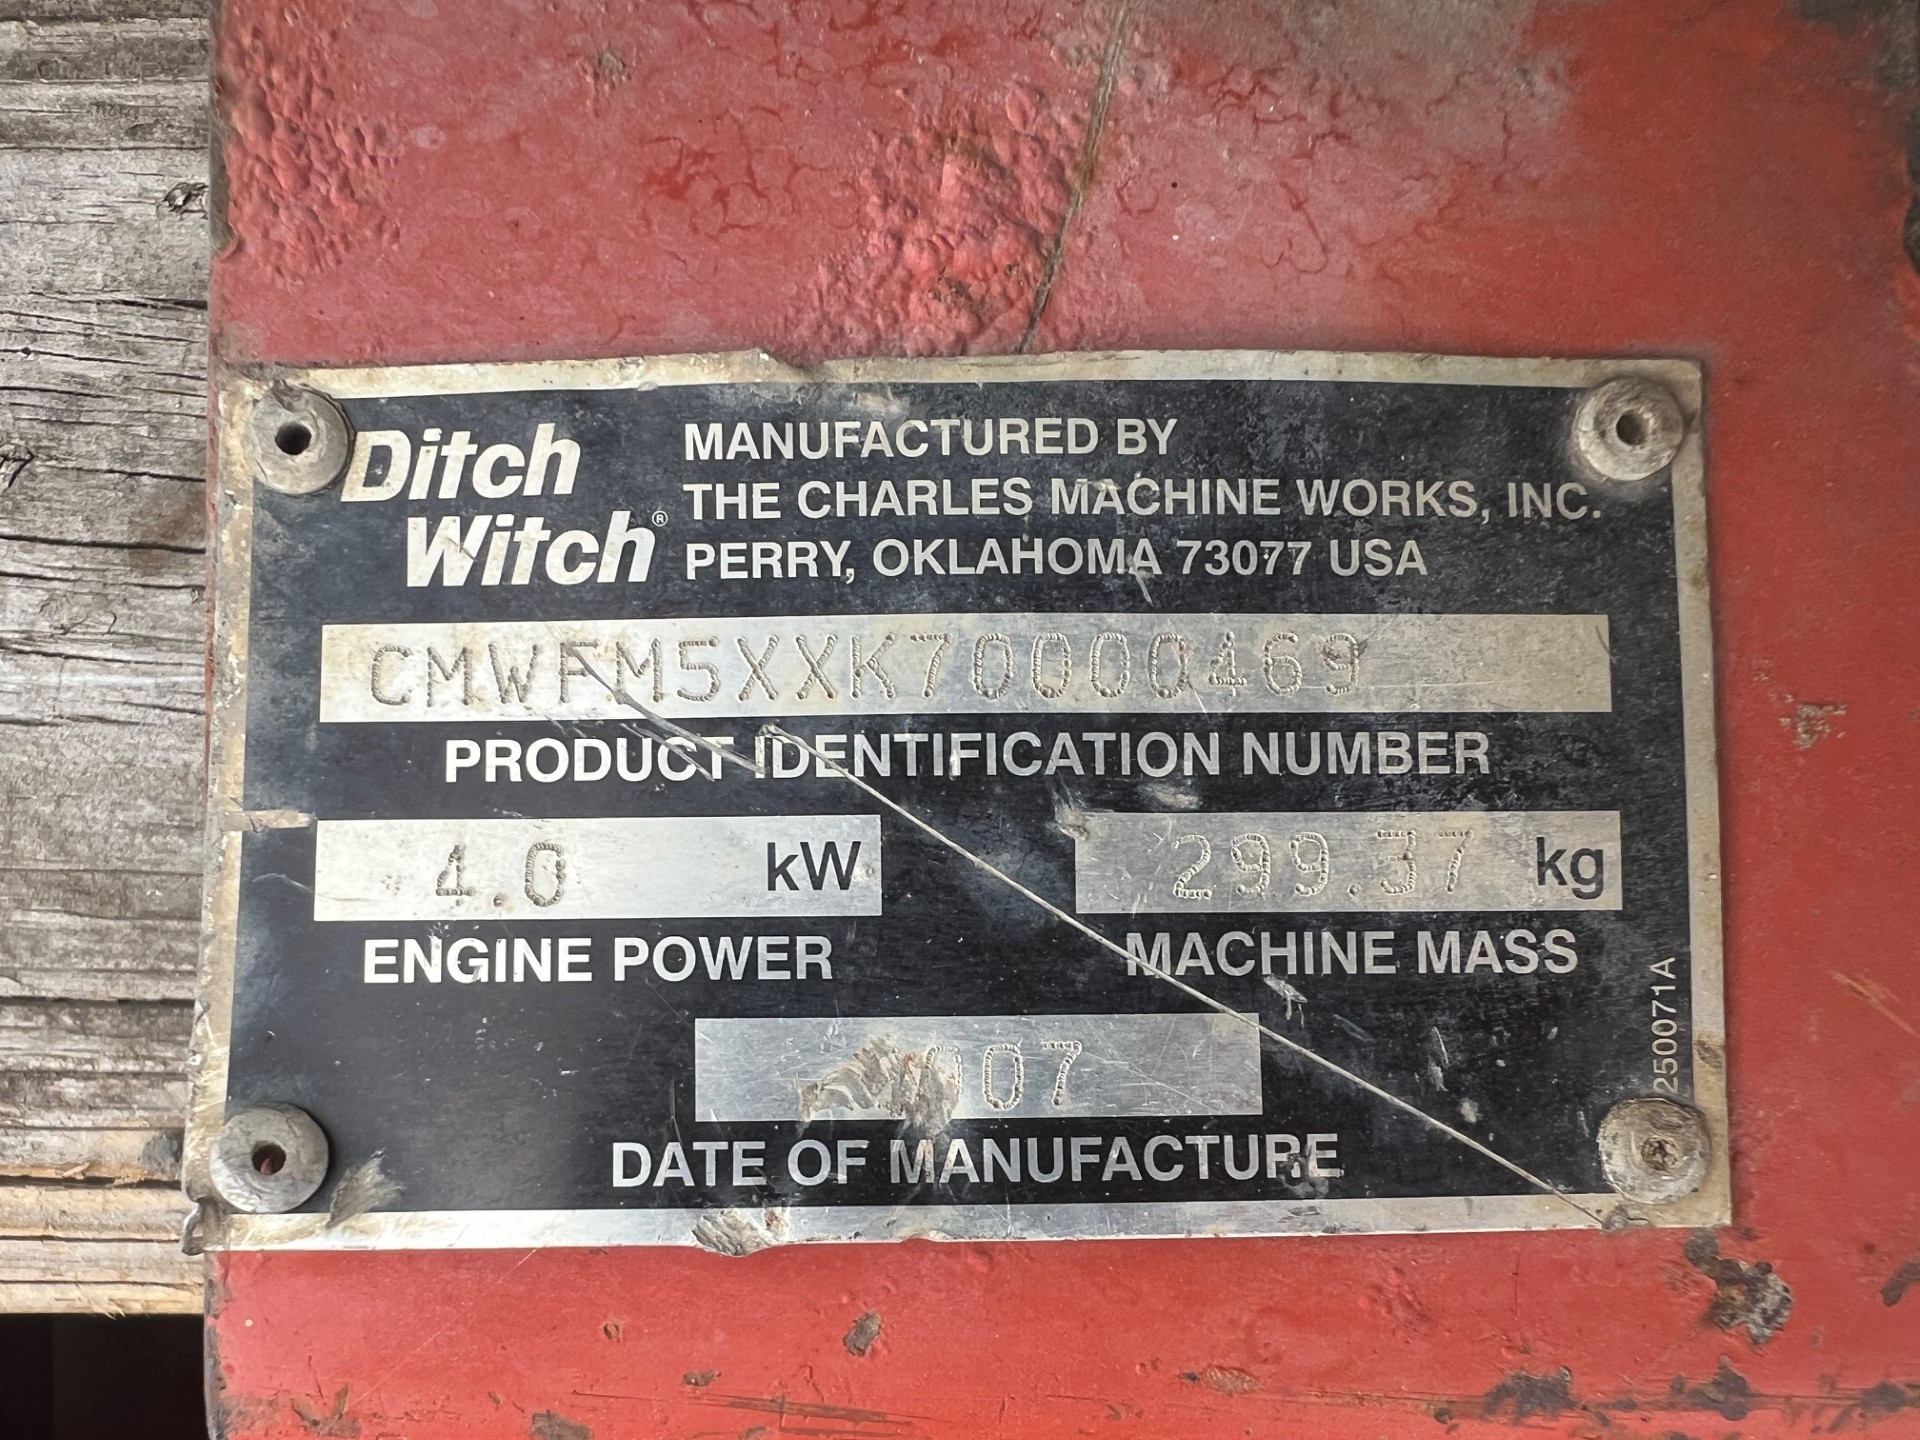 Ditch
Witch®
MANUFACTURED BY
THE CHARLES MACHINE WORKS, INC.
PERRY, OKLAHOMA 73077 USA
CMWFM5XXK70000469
PRODUCT IDENTIFICATION NUMBER
4.0 kW
ENGINE POWER
299.37 kg
MACHINE MASS
007
DATE OF MANUFACTURE
250071A